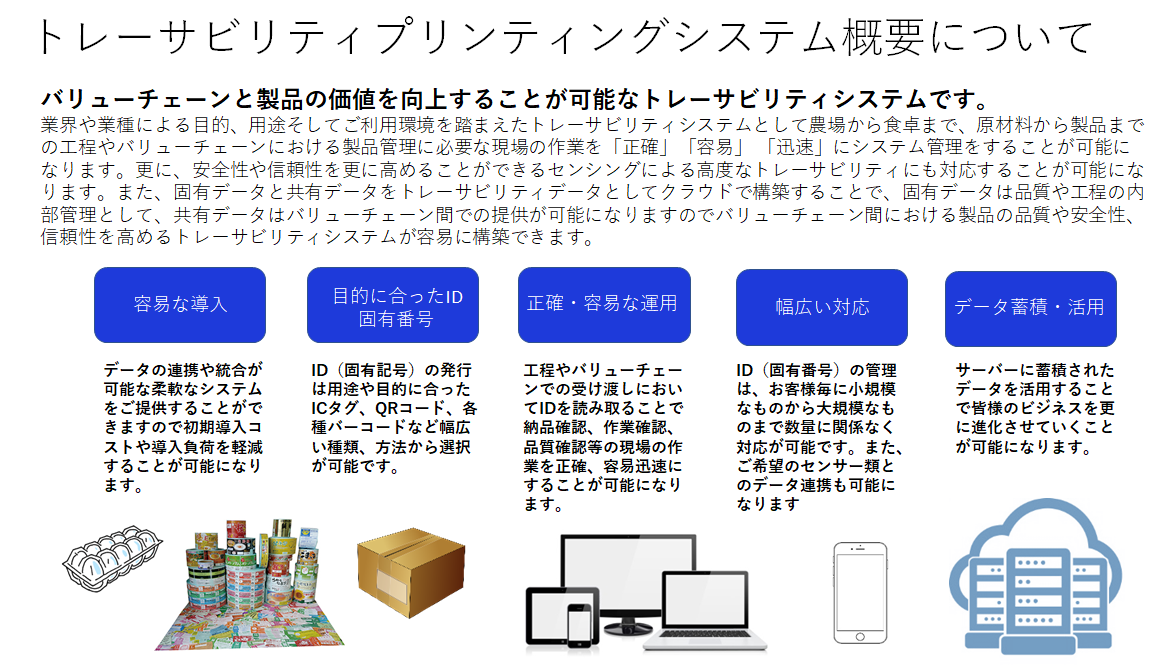 トレーサビリティプリンティングシステム概要について
バリューチェーンと製品の価値を向上することが可能なトレーサビリティシステムです。
業界や業種による目的、用途そしてご利用環境を踏まえたトレーサビリティシステムとして農場から食卓まで、原材料から製品まで
の工程やバリューチェーンにおける製品管理に必要な現場の作業を「正確」「容易」 「迅速」にシステム管理をすることが可能に
なります。更に、安全性や信頼性を更に高めることができるセンシングによる高度なトレーサビリティにも対応することが可能にな
ります。また、固有データと共有データをトレーサビリティデータとしてクラウドで構築することで、固有データは品質や工程の内
部管理として、共有データはバリューチェーン間での提供が可能になりますのでバリューチェーン間における製品の品質や安全性、
信頼性を高めるトレーサビリティシステムが容易に構築できます。
容易な導入
データの連携や統合が
可能な柔軟なシステム
をご提供することがで
きますので初期導入コ
ストや導入負荷を軽減
することが可能になり
ます。
目的に合ったID
固有番号
ID（固有記号）の発行
は用途や目的に合った
ICタグ、QRコード、各
種バーコードなど幅広
い種類、方法から選択
が可能です。
正確・容易な運用
工程やバリューチェー
ンでの受け渡しにおい
てIDを読み取ることで
納品確認、作業確認、
品質確認等の現場の作
業を正確、容易迅速に
することが可能になり
ます。
幅広い対応
ID（固有番号）の管理
は、お客様毎に小規模
なものから大規模なも
のまで数量に関係なく
対応が可能です。また、
ご希望のセンサー類と
のデータ連携も可能に
なります
データ蓄積・活用
サーバーに蓄積された
データを活用すること
で皆様のビジネスを更
に進化させていくこと
が可能になります。